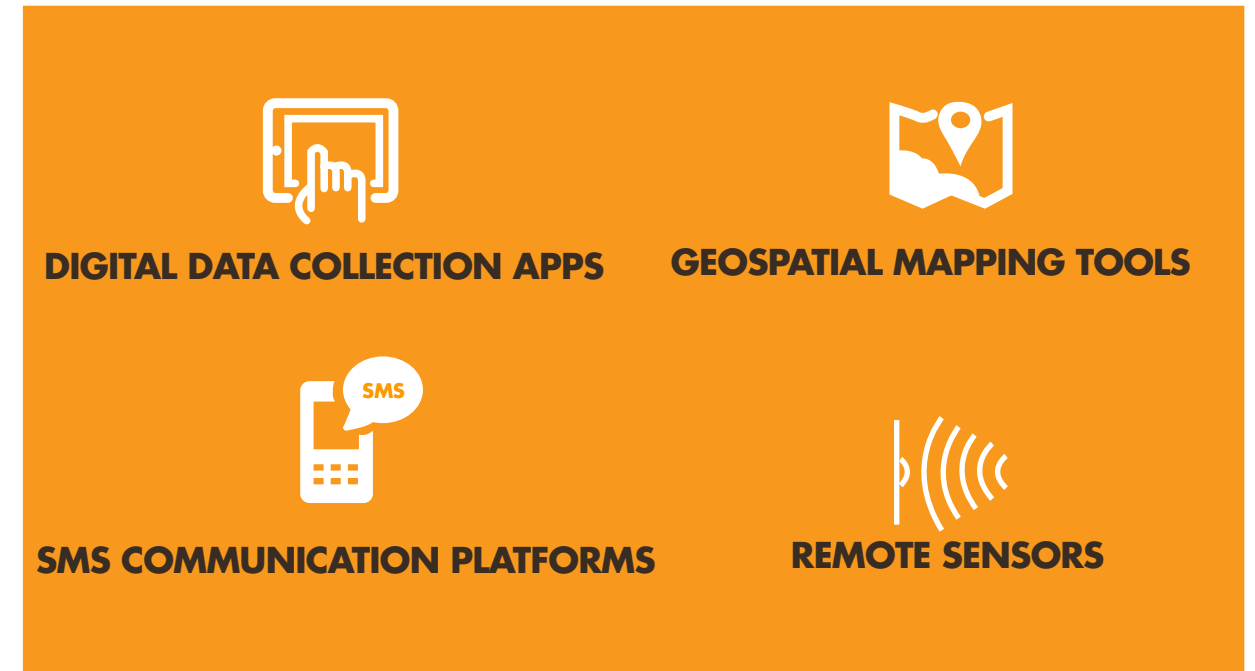 DIGITAL DATA COLLECTION APPS
GEOSPATIAL MAPPING TOOLS
SMS
SMS COMMUNICATION PLATFORMS
REMOTE SENSORS